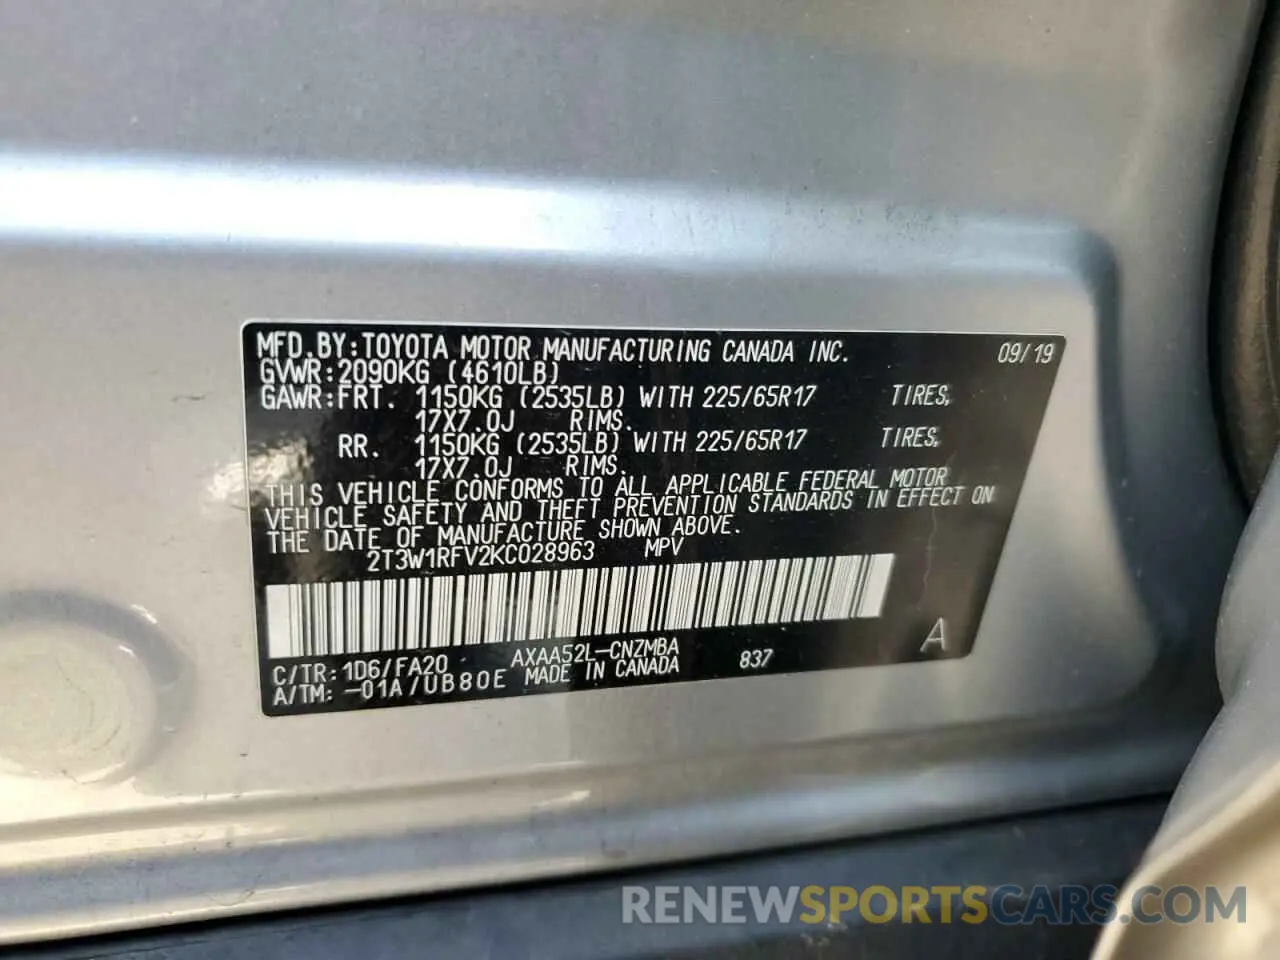 MFD.BY:TOYOTA MOTOR MANUFACTURING CANADA INC. 09/19
GVWR:2090KG (4610LB)
GAWR:FRT. 1150KG (2535LB) WITH 225/65R17 TIRES,
17X7.0J RIMS.
RR. 1150KG (2535LB) WITH 225/65R17 TIRES,
17X7.0J RIMS.
THIS VEHICLE CONFORMS TO ALL APPLICABLE FEDERAL MOTOR
VEHICLE SAFETY AND THEFT PREVENTION STANDARDS IN EFFECT ON
THE DATE OF MANUFACTURE SHOWN ABOVE.
2T3W1RFV2KC028963 MPV
A
C/TR:1D6/FA20 AXAA52L-CNZMBA 837
A/TM:-01A/UB80E MADE IN CANADA
RENEWSPORTSCARS.COM